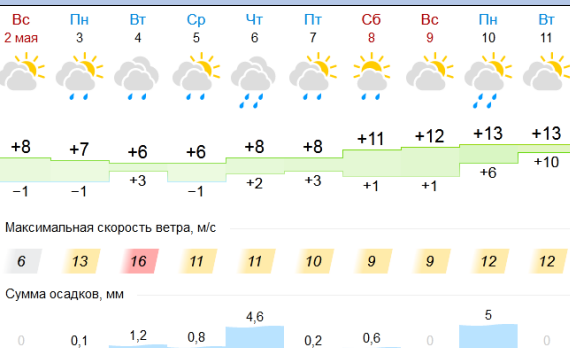 Вс Пн Вт Ср Чт Пт Сб Вс Пн Вт
2 мая 3 4 5 6 7 8 9 10 11
+8 +7 +6 +6 +8 +8 +11 +12 +13 +13
−1 −1 +3 −1 +2 +3 +1 +1 +6 +10
Максимальная скорость ветра, м/с
6 13 16 11 11 10 9 9 12 12
Сумма осадков, мм
0 0,1 1,2 0,8 4,6 0,2 0,6 0 5 0